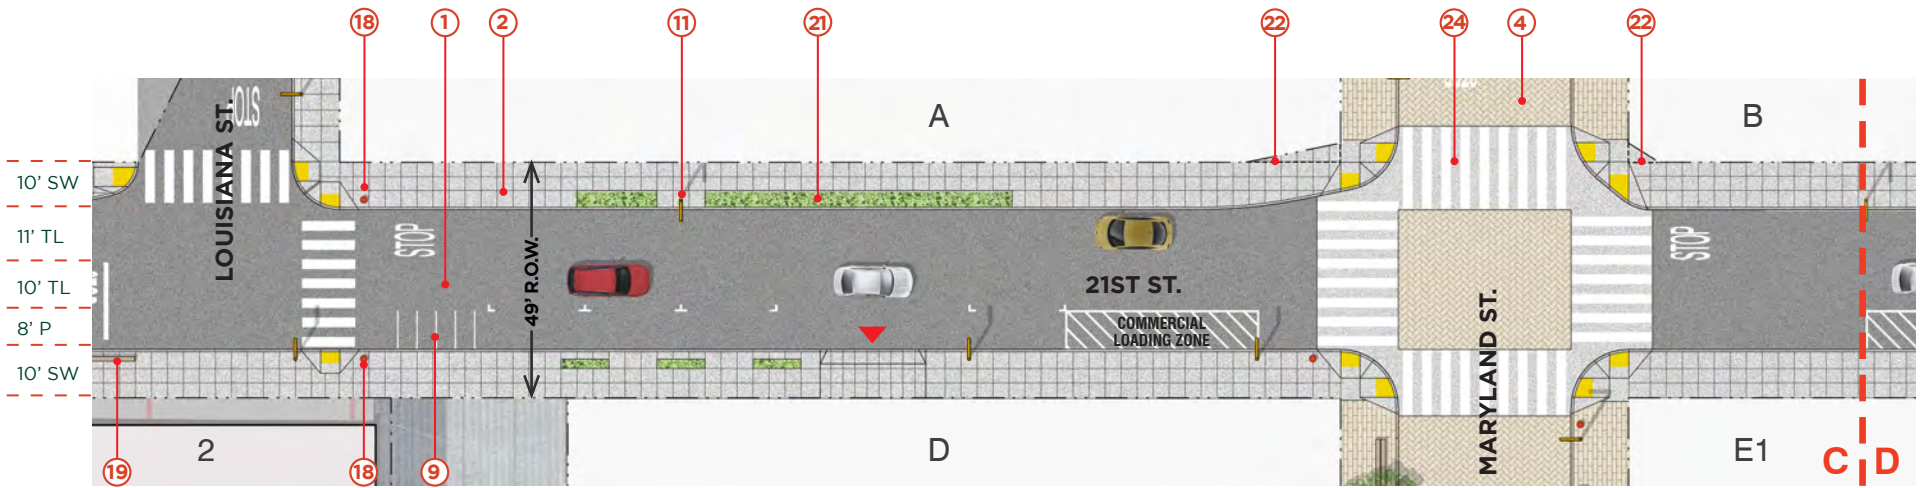 18
1
2
11
21
22
24
4
22
STOP
LOUISIANA ST.
A
B
10' SW
11' TL
10' TL
8' P
10' SW
STOP
49' R.O.W.
21ST ST.
COMMERCIAL
LOADING ZONE
STOP
MARYLAND ST.
2
D
E1
C
D
19
18
9